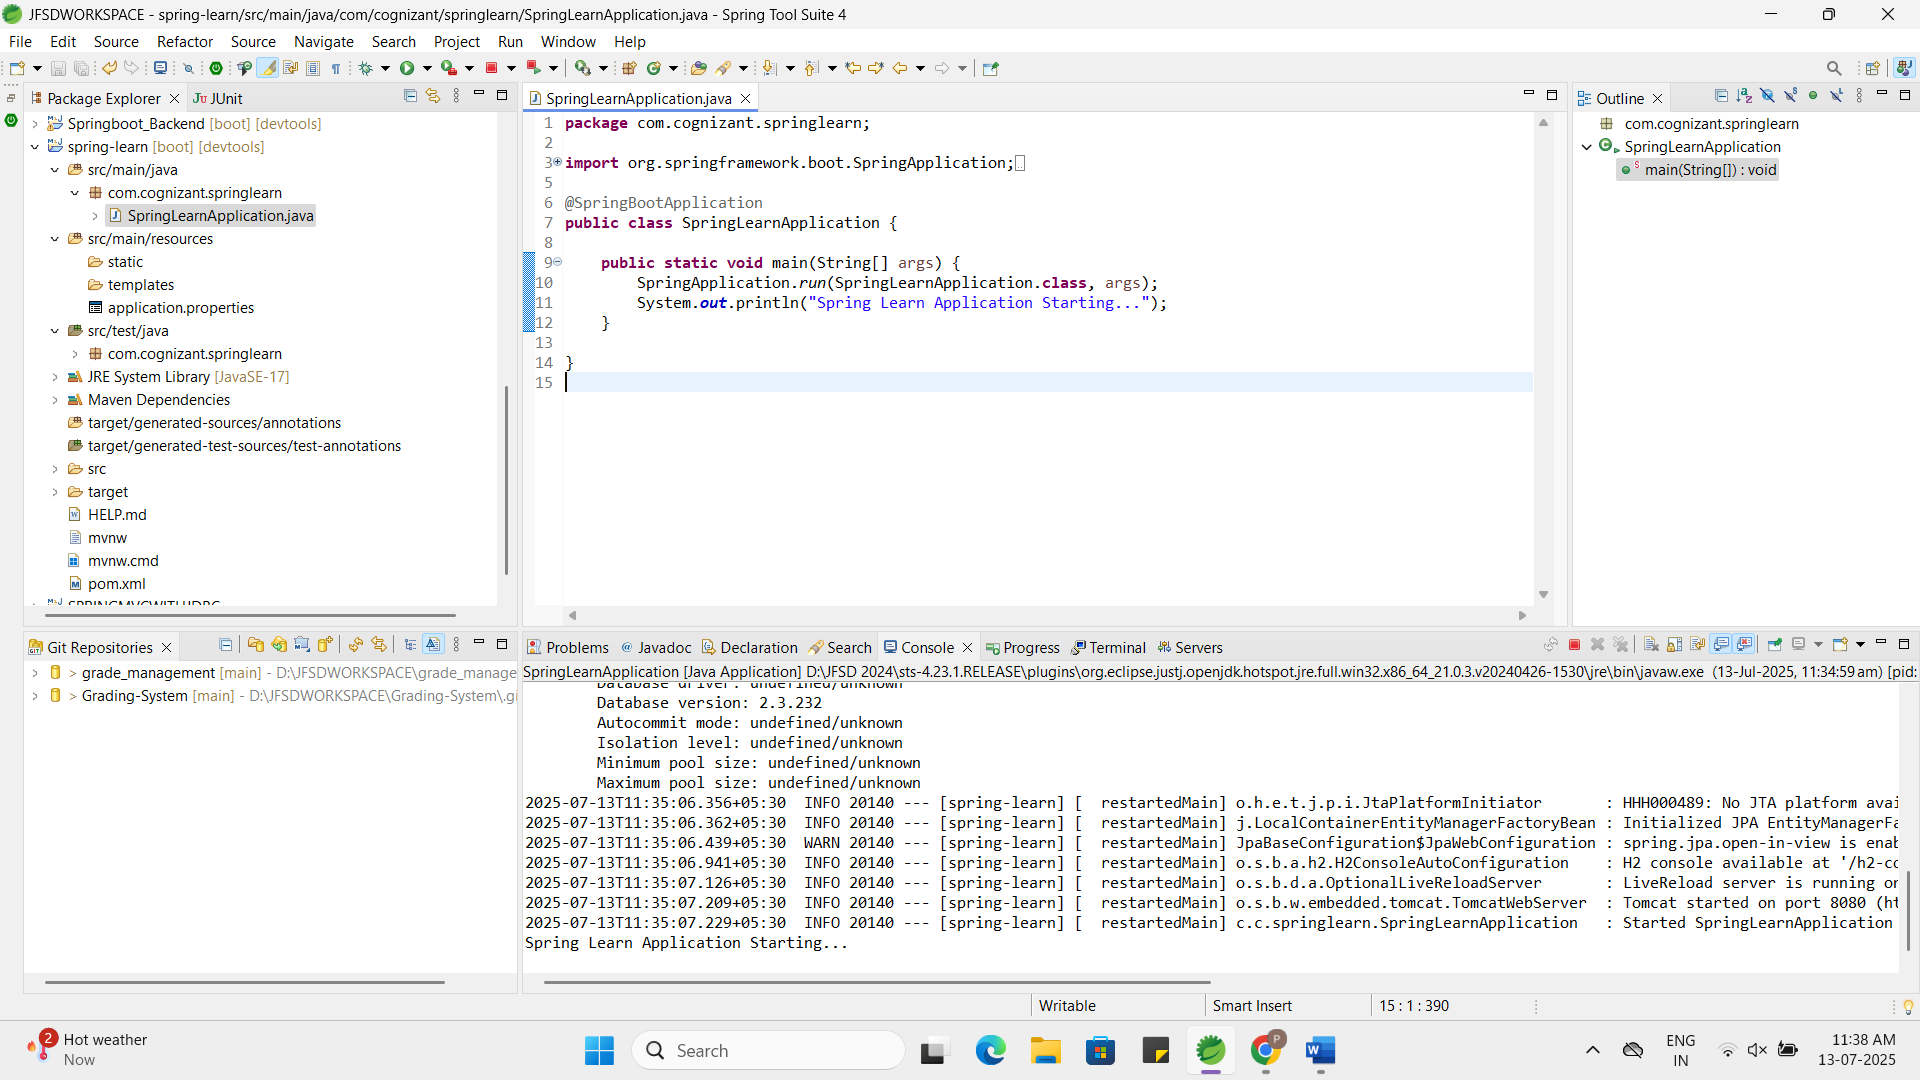 JFSDWORKSPACE - spring-learn/src/main/java/com/cognizant/springlearn/SpringLearnApplication.java - Spring Tool Suite 4
File Edit Source Refactor Source Navigate Search Project Run Window Help
Package Explorer
JUnit
Springboot_Backend [boot] [devtools]
spring-learn [boot] [devtools]
src/main/java
com.cognizant.springlearn
SpringLearnApplication.java
src/main/resources
static
templates
application.properties
src/test/java
com.cognizant.springlearn
JRE System Library [JavaSE-17]
Maven Dependencies
target/generated-sources/annotations
target/generated-test-sources/test-annotations
src
target
HELP.md
mvnw
mvnw.cmd
pom.xml
SpringLearnApplication.java
1 package com.cognizant.springlearn;
2
3 import org.springframework.boot.SpringApplication;
5
6 @SpringBootApplication
7 public class SpringLearnApplication {
8
9 public static void main(String[] args) {
10 SpringApplication.run(SpringLearnApplication.class, args);
11 System.out.println("Spring Learn Application Starting...");
12 }
13
14 }
15
Outline
com.cognizant.springlearn
SpringLearnApplication
main(String[]) : void
Git Repositories
> grade_management [main] - D:\JFSDWORKSPACE\grade_manage
> Grading-System [main] - D:\JFSDWORKSPACE\Grading-System\.gi
Problems @ Javadoc Declaration Search Console Progress Terminal Servers
SpringLearnApplication [Java Application] D:\JFSD 2024\sts-4.23.1.RELEASE\plugins\org.eclipse.justj.openjdk.hotspot.jre.full.win32.x86_64_21.0.3.v20240426-1530\jre\bin\javaw.exe (13-Jul-2025, 11:34:59 am) [pid:
Database driver: undefined/unknown
Database version: 2.3.232
Autocommit mode: undefined/unknown
Isolation level: undefined/unknown
Minimum pool size: undefined/unknown
Maximum pool size: undefined/unknown
2025-07-13T11:35:06.356+05:30 INFO 20140 --- [spring-learn] [ restartedMain] o.h.e.t.j.p.i.JtaPlatformInitiator : HHH000489: No JTA platform avai
2025-07-13T11:35:06.362+05:30 INFO 20140 --- [spring-learn] [ restartedMain] j.LocalContainerEntityManagerFactoryBean : Initialized JPA EntityManagerFa
2025-07-13T11:35:06.439+05:30 WARN 20140 --- [spring-learn] [ restartedMain] JpaBaseConfiguration$JpaWebConfiguration : spring.jpa.open-in-view is enab
2025-07-13T11:35:06.941+05:30 INFO 20140 --- [spring-learn] [ restartedMain] o.s.b.a.h2.H2ConsoleAutoConfiguration : H2 console available at '/h2-co
2025-07-13T11:35:07.126+05:30 INFO 20140 --- [spring-learn] [ restartedMain] o.s.b.d.a.OptionalLiveReloadServer : LiveReload server is running on
2025-07-13T11:35:07.209+05:30 INFO 20140 --- [spring-learn] [ restartedMain] o.s.b.w.embedded.tomcat.TomcatWebServer : Tomcat started on port 8080 (ht
2025-07-13T11:35:07.229+05:30 INFO 20140 --- [spring-learn] [ restartedMain] c.c.springlearn.SpringLearnApplication : Started SpringLearnApplication
Spring Learn Application Starting...
Writable
Smart Insert
15 : 1 : 390
2
Hot weather
Now
Search
P
ENG
IN
11:38 AM
13-07-2025